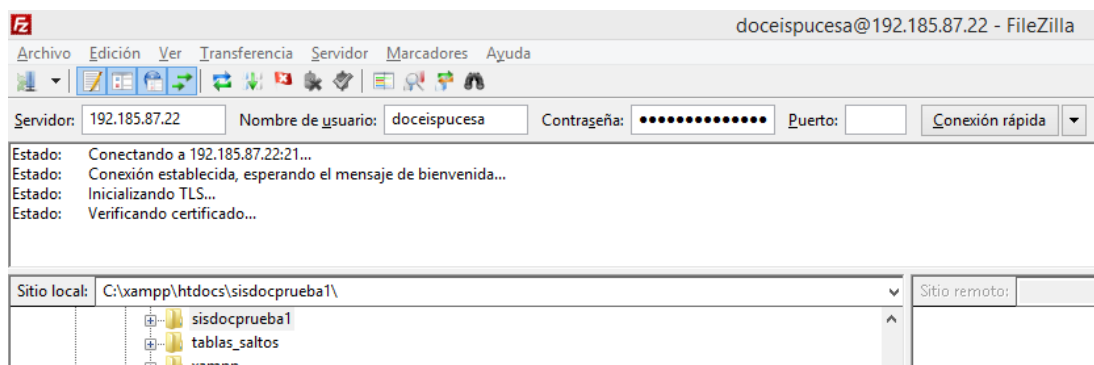 doceispucesa@192.185.87.22 - FileZilla
Archivo Edición Ver Transferencia Servidor Marcadores Ayuda
Servidor: 192.185.87.22 Nombre de usuario: doceispucesa Contraseña: ●●●●●●●●●●●●●● Puerto: Conexión rápida
Estado: Conectando a 192.185.87.22:21...
Estado: Conexión establecida, esperando el mensaje de bienvenida...
Estado: Inicializando TLS...
Estado: Verificando certificado...
Sitio local: C:\xampp\htdocs\sisdocprueba1\ Sitio remoto:
sisdocprueba1
tablas_saltos
xampp